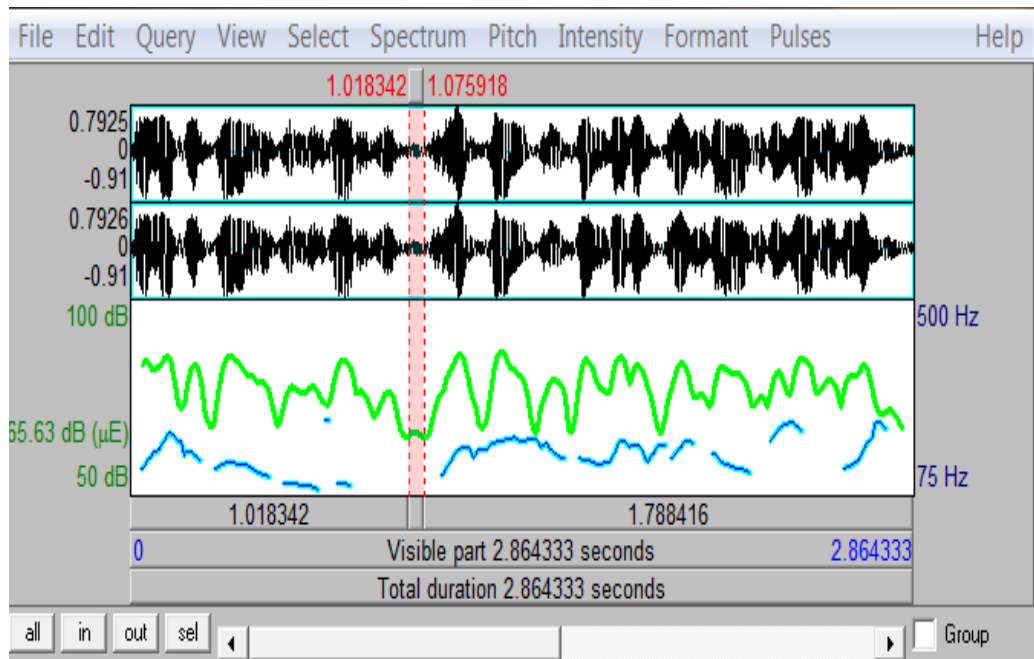 File Edit Query View Select Spectrum Pitch Intensity Formant Pulses Help
1.018342 1.075918
0.7925
0
-0.91
0.7926
0
-0.91
100 dB 500 Hz
65.63 dB (µE)
50 dB 75 Hz
1.018342 1.788416
0 Visible part 2.864333 seconds 2.864333
Total duration 2.864333 seconds
all in out sel Group